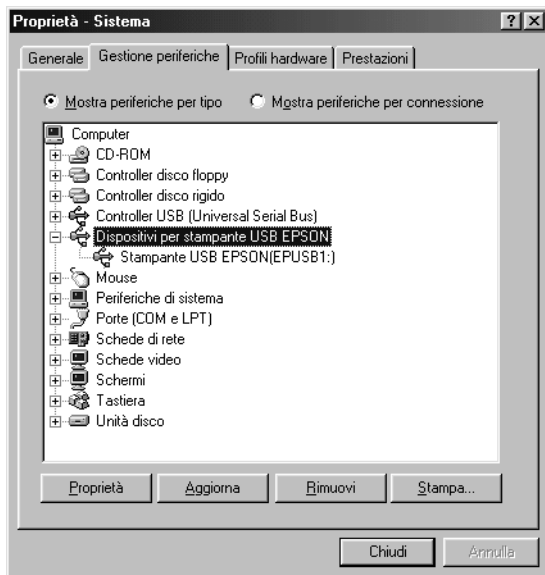 Proprietà - Sistema
Generale Gestione periferiche Profili hardware Prestazioni
Mostra periferiche per tipo Mostra periferiche per connessione
Computer
CD-ROM
Controller disco floppy
Controller disco rigido
Controller USB (Universal Serial Bus)
Dispositivi per stampante USB EPSON
Stampante USB EPSON(EPUSB1:)
Mouse
Periferiche di sistema
Porte (COM e LPT)
Schede di rete
Schede video
Schermi
Tastiera
Unità disco
Proprietà Aggiorna Rimuovi Stampa...
Chiudi Annulla